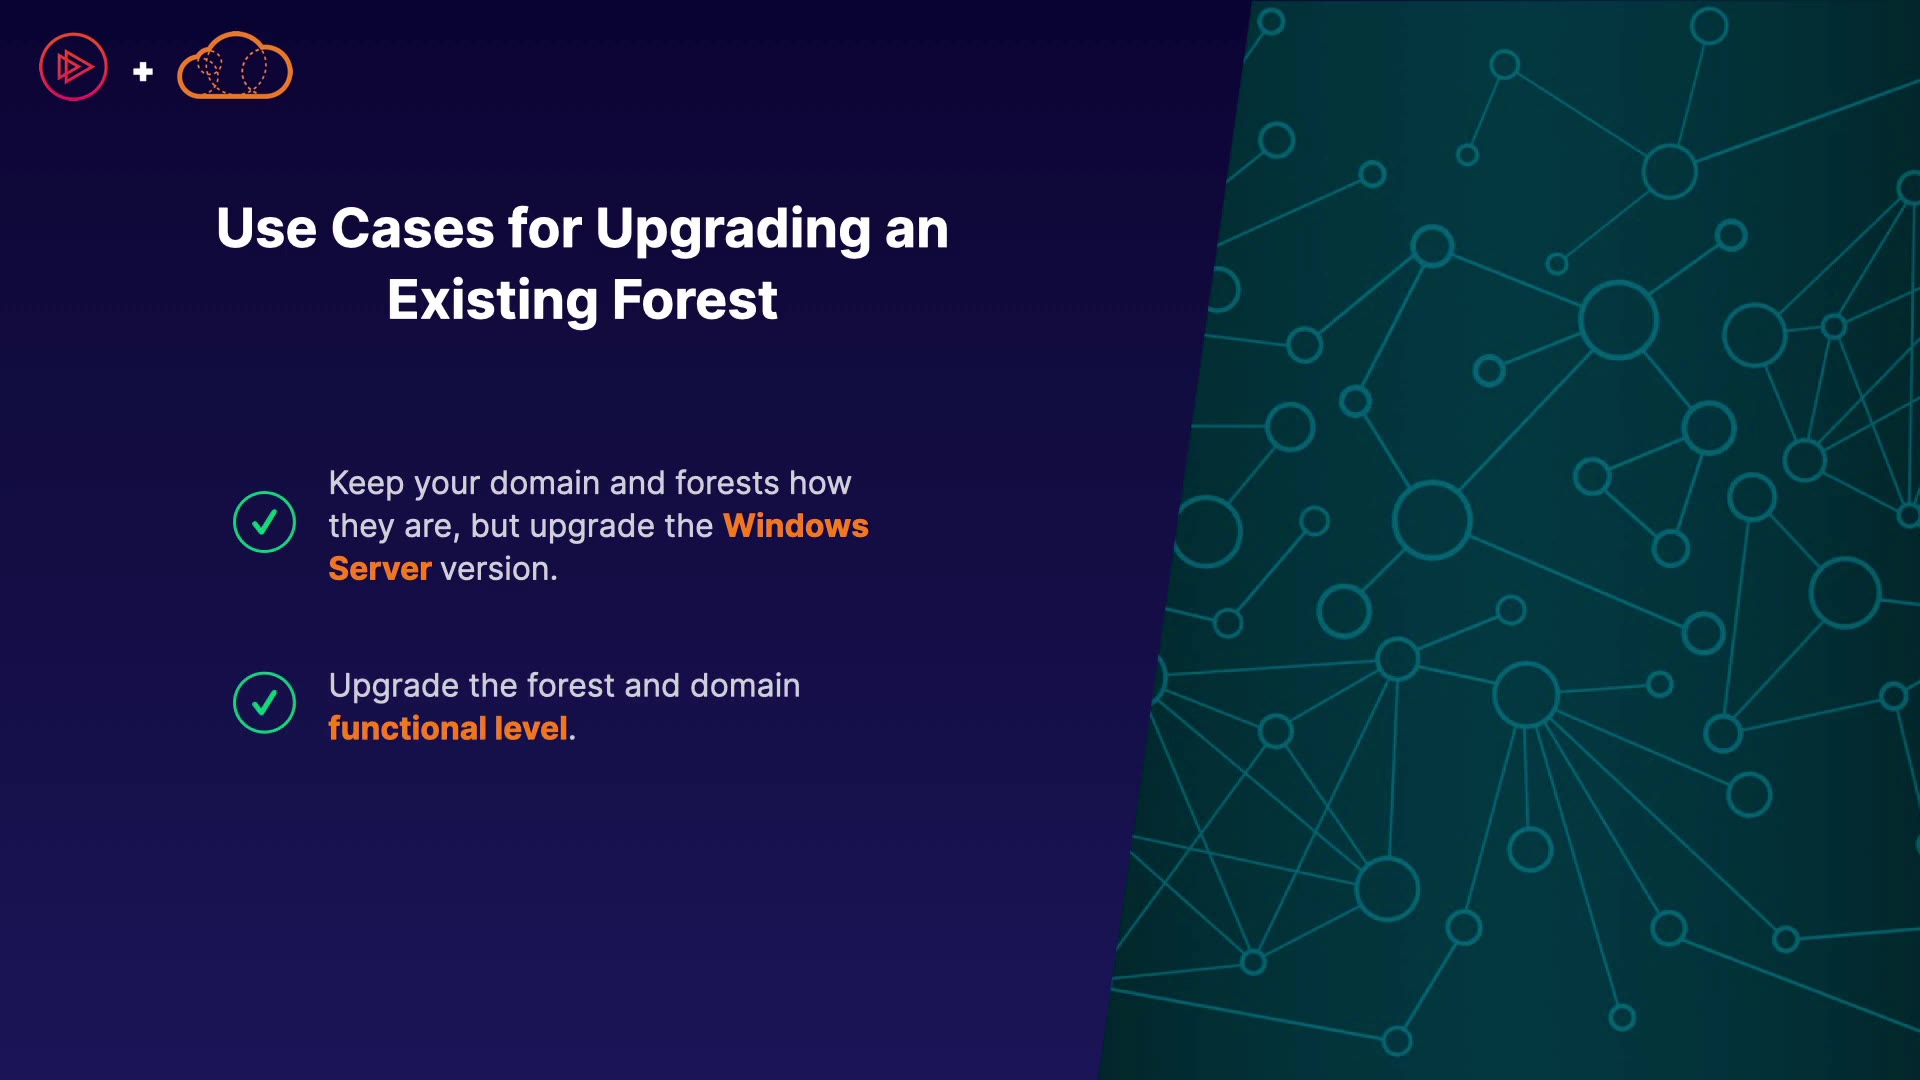 Use Cases for Upgrading an
Existing Forest
Keep your domain and forests how
they are, but upgrade the Windows
Server version.
Upgrade the forest and domain
functional level.